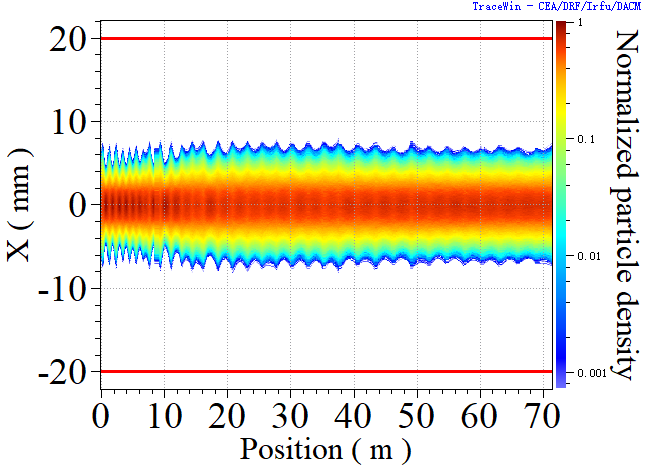 TraceWin - CEA/DRF/Irfu/DACM
20
10
0
-10
-20
X ( mm )
0 10 20 30 40 50 60 70
Position ( m )
1
0.1
0.01
0.001
Normalized particle density